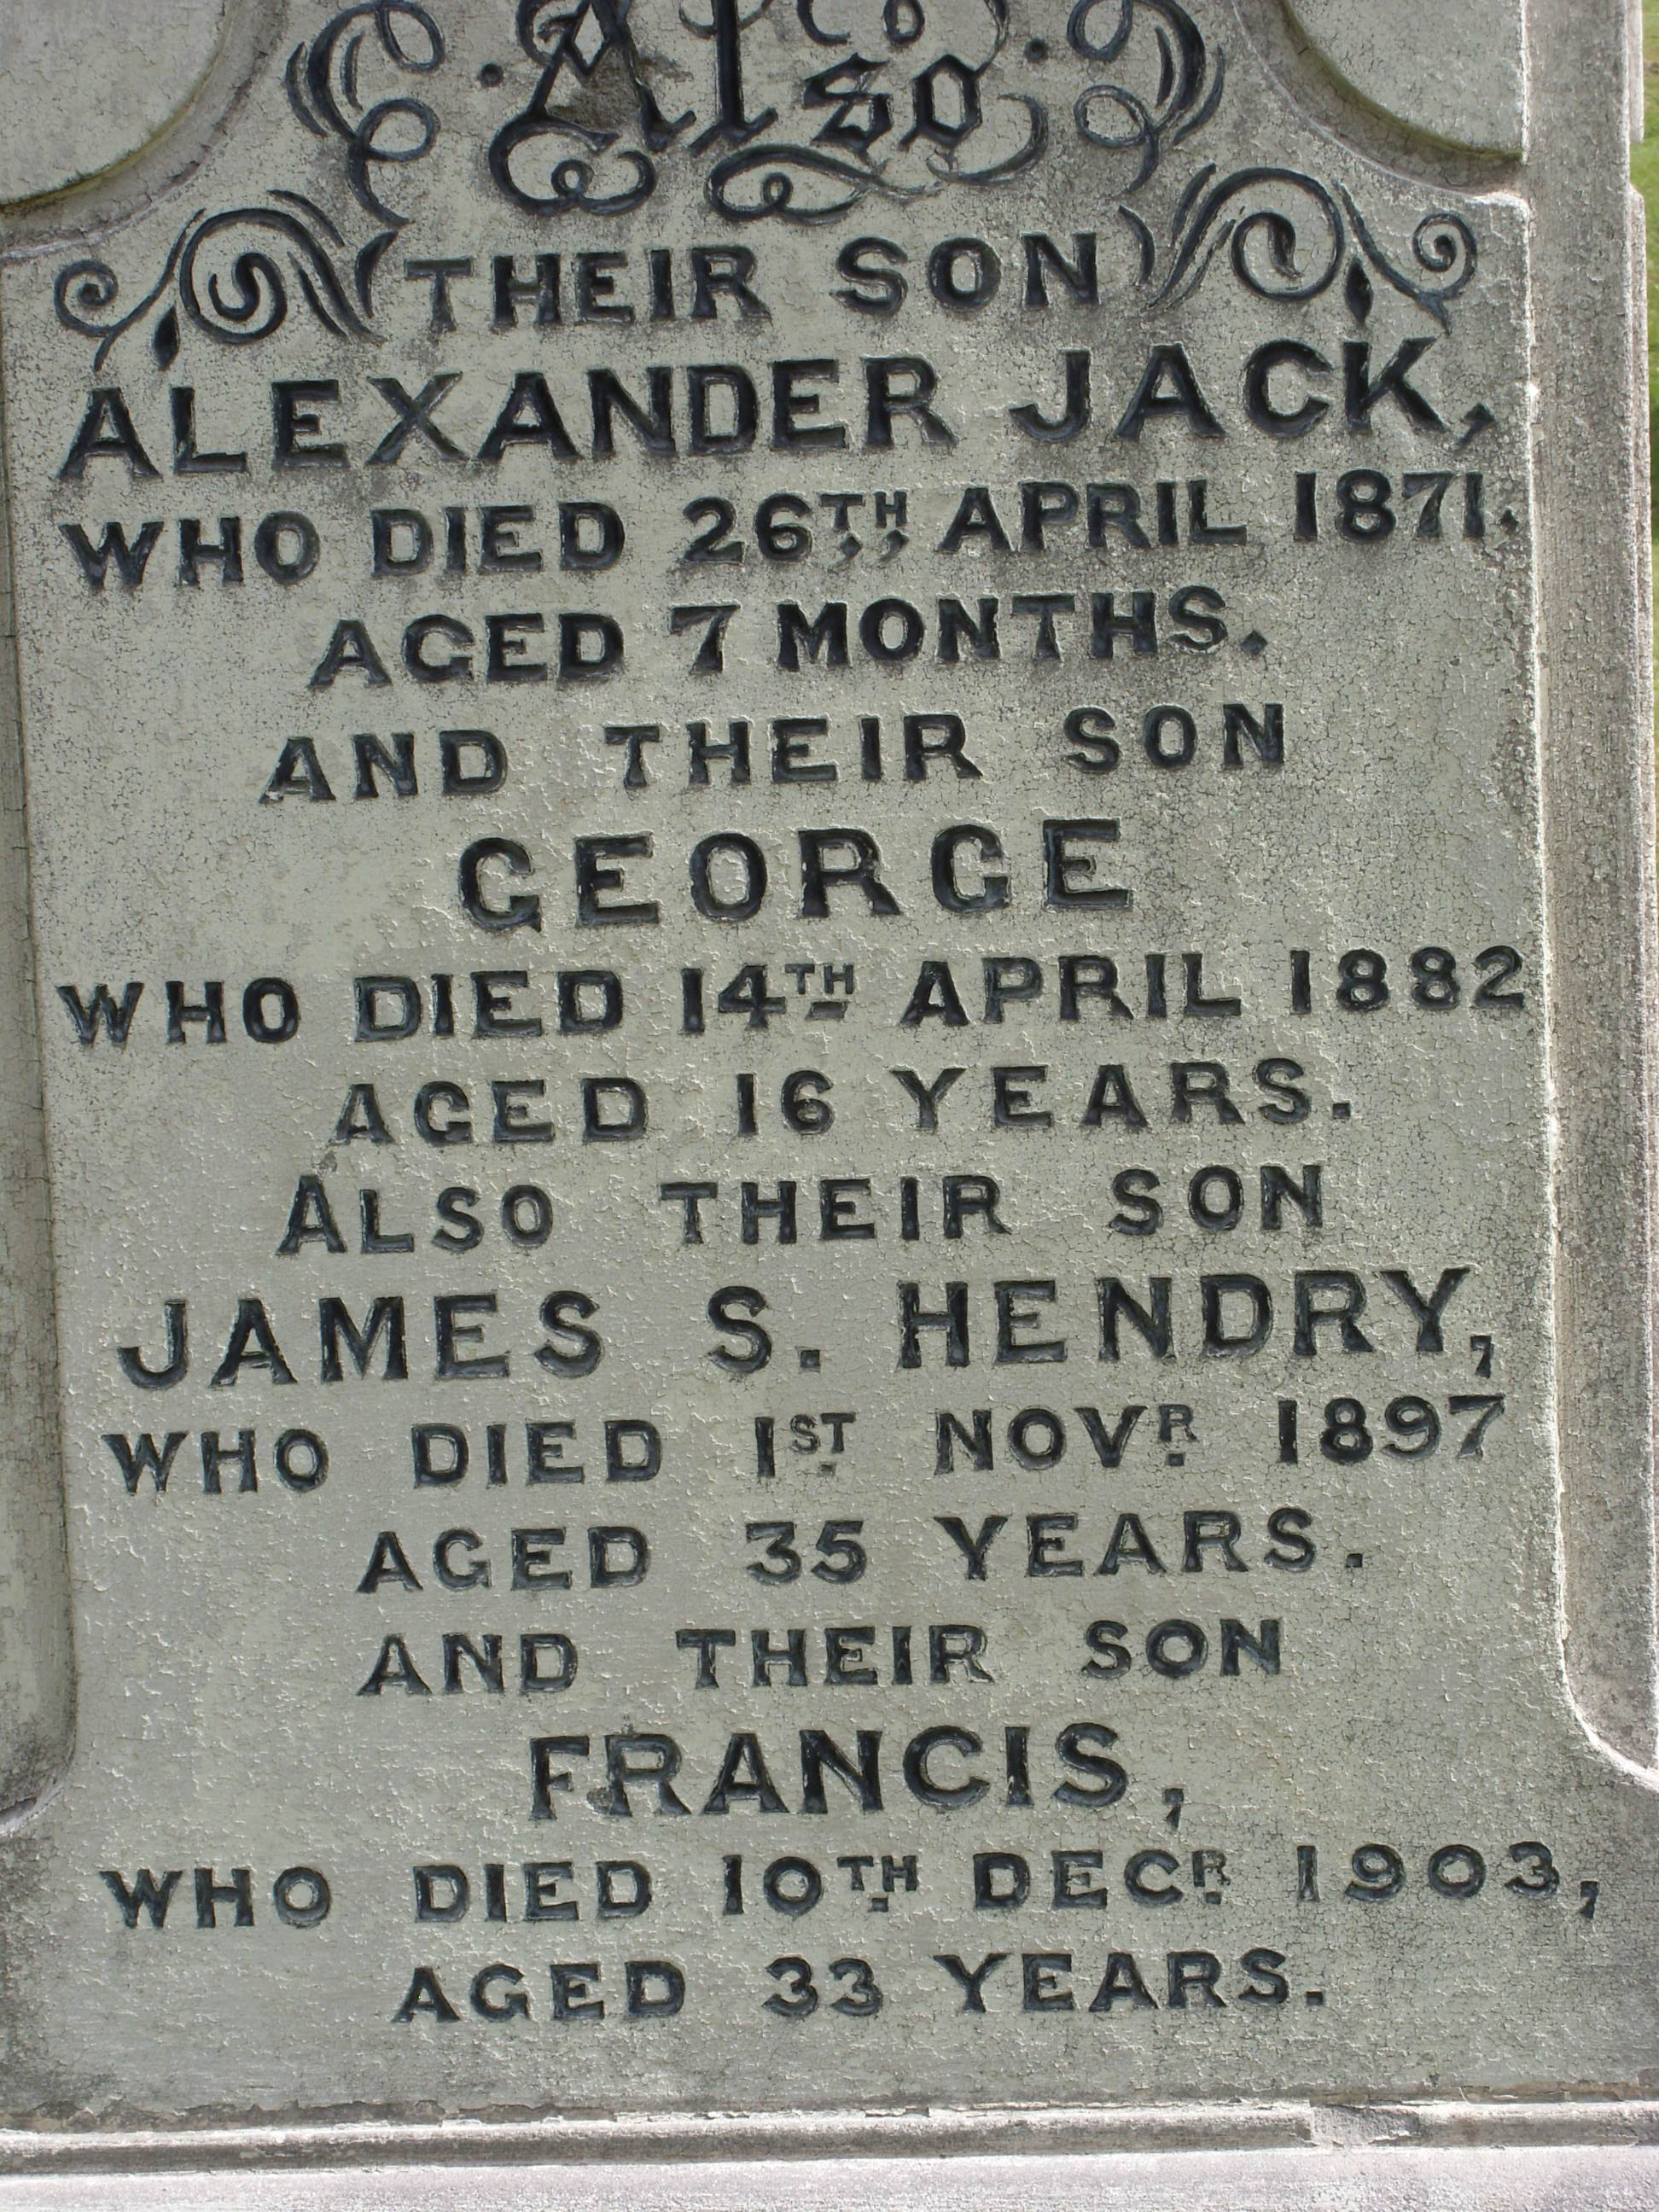 Also
THEIR SON
ALEXANDER JACK,
WHO DIED 26TH APRIL 1871.
AGED 7 MONTHS.
AND THEIR SON
GEORGE
WHO DIED 14TH APRIL 1882
AGED 16 YEARS.
ALSO THEIR SON
JAMES S. HENDRY,
WHO DIED 1ST NOVR. 1897
AGED 35 YEARS.
AND THEIR SON
FRANCIS,
WHO DIED 10TH DECR. 1903,
AGED 33 YEARS.